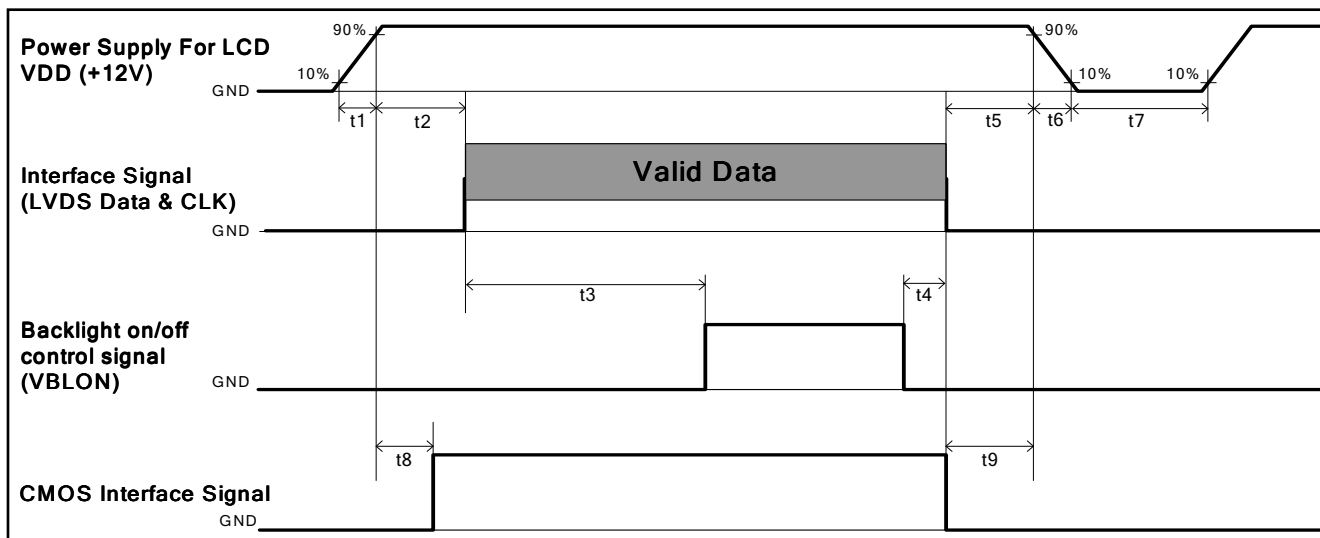 Power Supply For LCD
VDD (+12V)
90%
10%
GND
90%
10%
10%
t1
t2
t5
t6
t7
Interface Signal
(LVDS Data & CLK)
Valid Data
GND
t3
t4
Backlight on/off
control signal
(VBLON)
GND
t8
t9
CMOS Interface Signal
GND